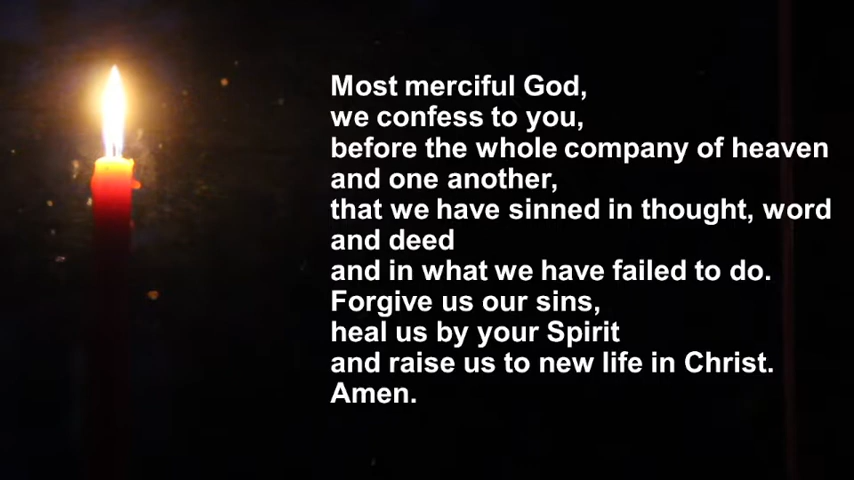 Most merciful God,
we confess to you,
before the whole company of heaven
and one another,
that we have sinned in thought, word
and deed
and in what we have failed to do.
Forgive us our sins,
heal us by your Spirit
and raise us to new life in Christ.
Amen.